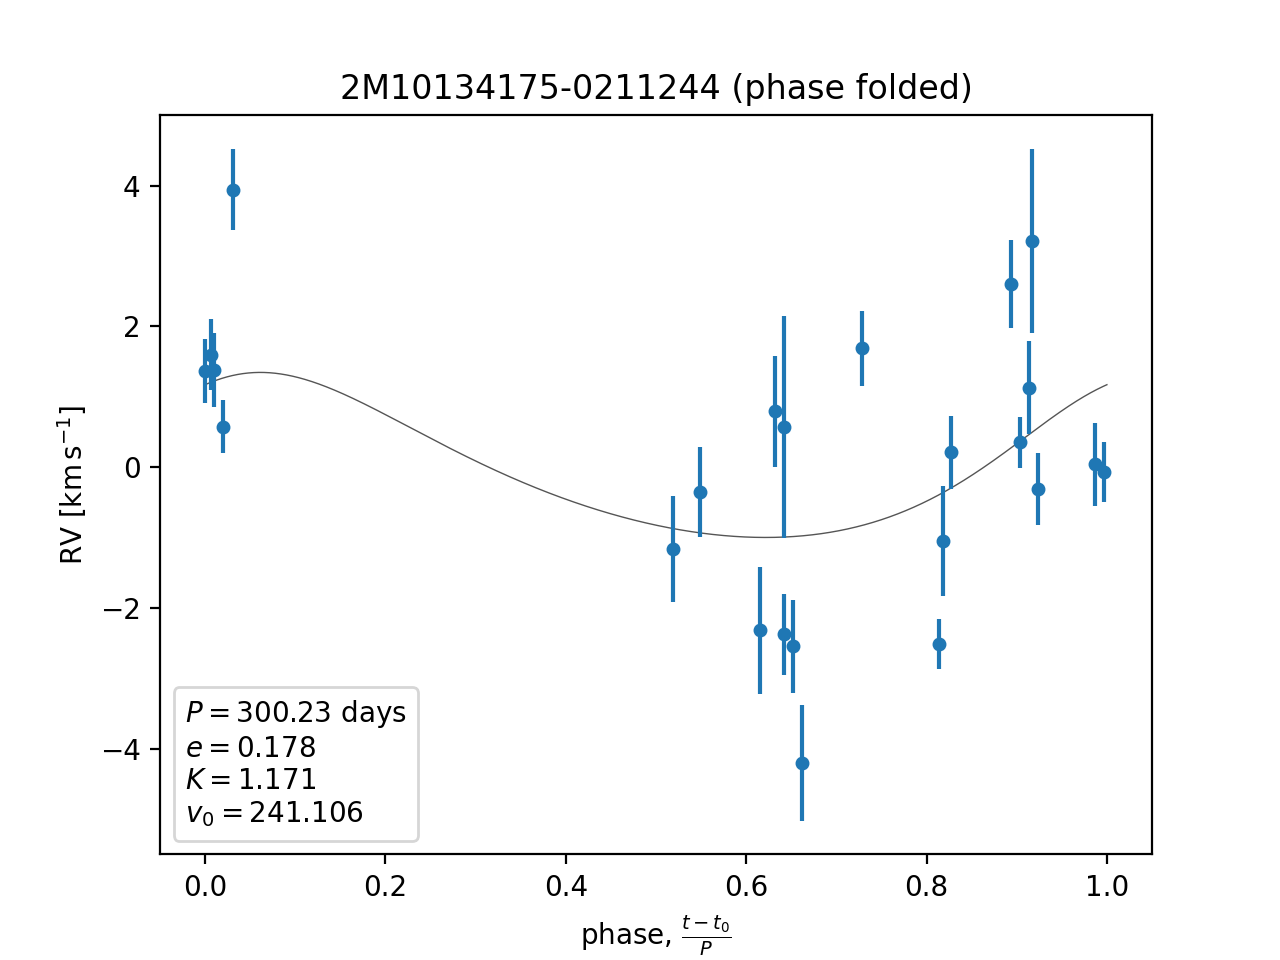 2M10134175-0211244 (phase folded)
4
2
0
−2
−4
RV [km s⁻¹]
P = 300.23 days
e = 0.178
K = 1.171
v₀ = 241.106
0.0 0.2 0.4 0.6 0.8 1.0
phase, (t − t₀)/P